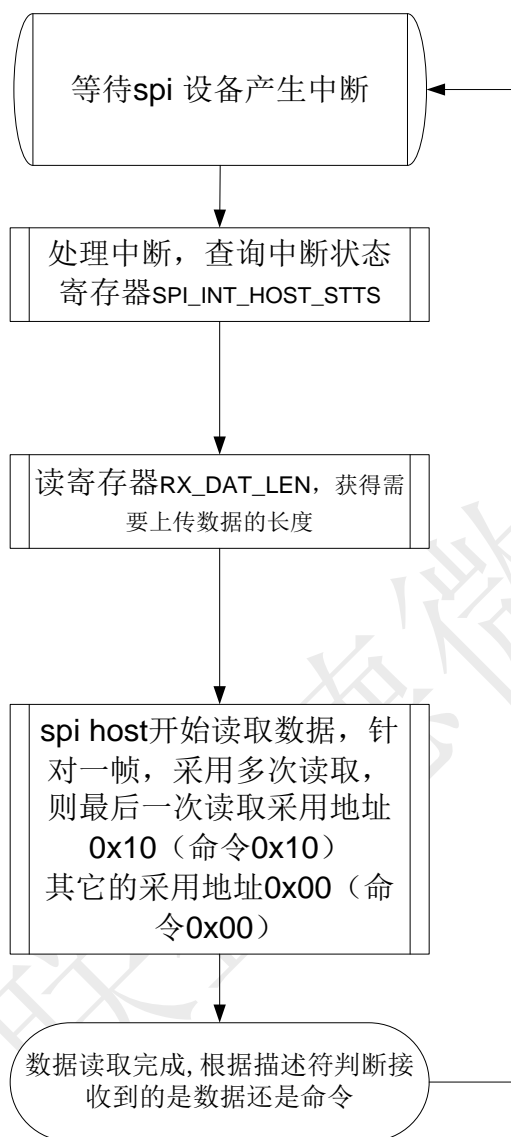 等待spi 设备产生中断
处理中断，查询中断状态
寄存器SPI_INT_HOST_STTS
读寄存器RX_DAT_LEN，获得需
要上传数据的长度
spi host开始读取数据，针
对一帧，采用多次读取，
则最后一次读取采用地址
0x10（命令0x10）
其它的采用地址0x00（命
令0x00）
数据读取完成,根据描述符判断接
收到的是数据还是命令